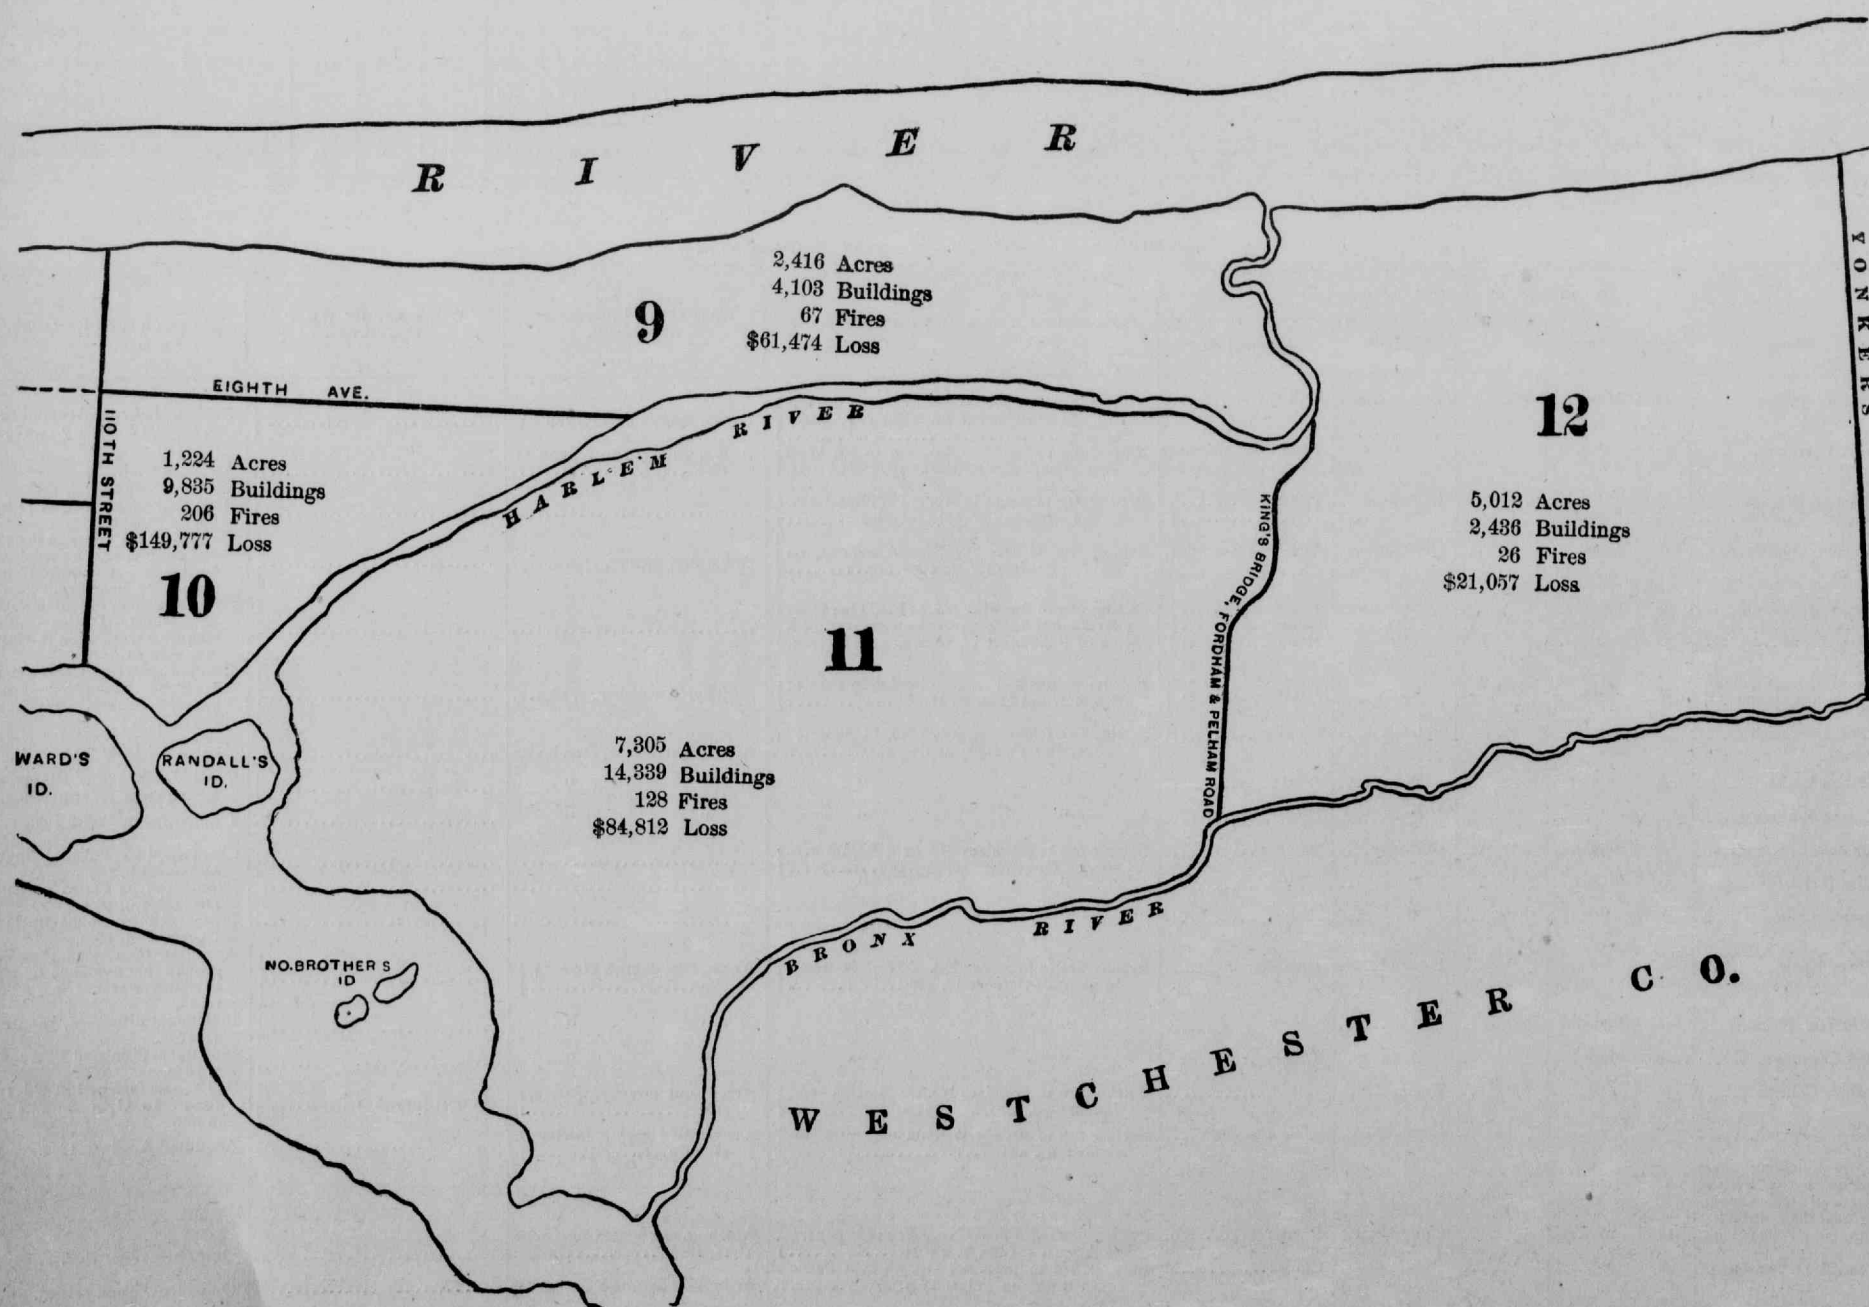 RIVER
2,416 Acres
4,103 Buildings
67 Fires
$61,474 Loss
9
YONKERS
EIGHTH AVE.
HARLEM RIVER
110TH STREET
1,224 Acres
9,835 Buildings
206 Fires
$149,777 Loss
10
12
5,012 Acres
2,436 Buildings
26 Fires
$21,057 Loss
KING'S BRIDGE, FORDHAM & PELHAM ROAD
11
7,305 Acres
14,339 Buildings
128 Fires
$84,812 Loss
WARD'S
ID.
RANDALL'S
ID.
NO. BROTHERS
ID
BRONX RIVER
WESTCHESTER CO.